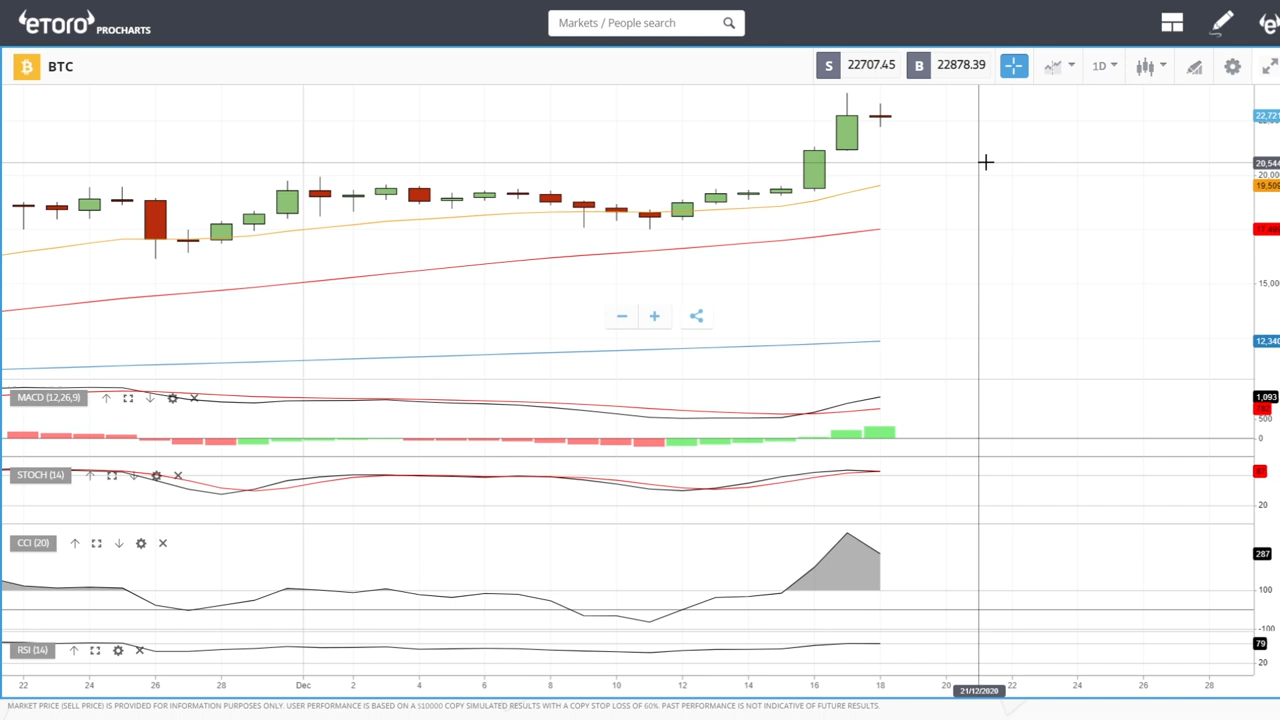 eTORO PROCHARTS
Markets / People search
BTC
S 22707.45 B 22878.39
1D
22,721
20,544
20,000
19,509
15,000
12,340
MACD (12,26,9)
1,093
500
0
STOCH (14)
87
20
CCI (20)
287
100
-100
RSI (14)
79
20
22 24 26 28 Dec 2 4 6 8 10 12 14 16 18 20 22 24 26 28
21/12/2020
MARKET PRICE (SELL PRICE) IS PROVIDED FOR INFORMATION PURPOSES ONLY. USER PERFORMANCE IS BASED ON A $10000 COPY SIMULATED RESULTS WITH A COPY STOP LOSS OF 60%. PAST PERFORMANCE IS NOT INDICATIVE OF FUTURE RESULTS.